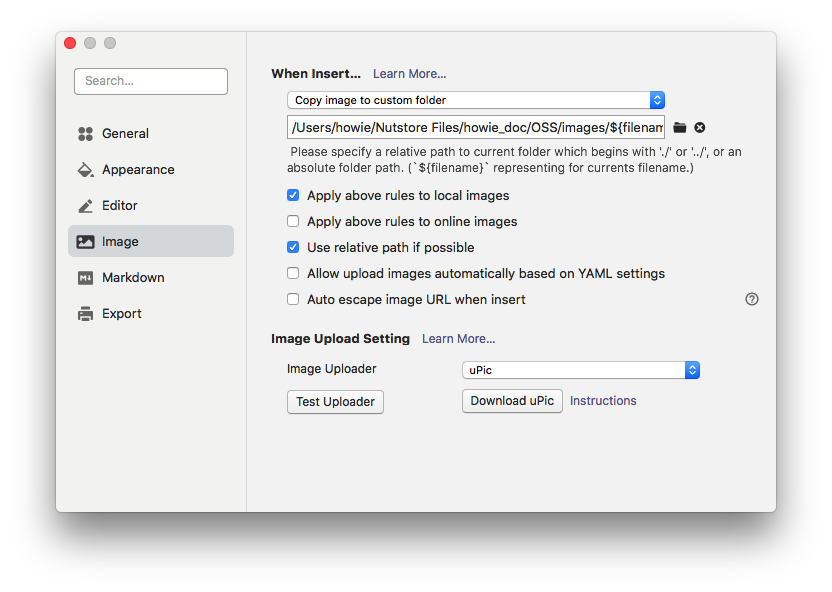 Search...
General
Appearance
Editor
Image
Markdown
Export
When Insert... Learn More...
Copy image to custom folder
/Users/howie/Nutstore Files/howie_doc/OSS/images/${filenam
Please specify a relative path to current folder which begins with './' or '../', or an
absolute folder path. (`${filename}` representing for currents filename.)
Apply above rules to local images
Apply above rules to online images
Use relative path if possible
Allow upload images automatically based on YAML settings
Auto escape image URL when insert
Image Upload Setting Learn More...
Image Uploader uPic
Test Uploader Download uPic Instructions